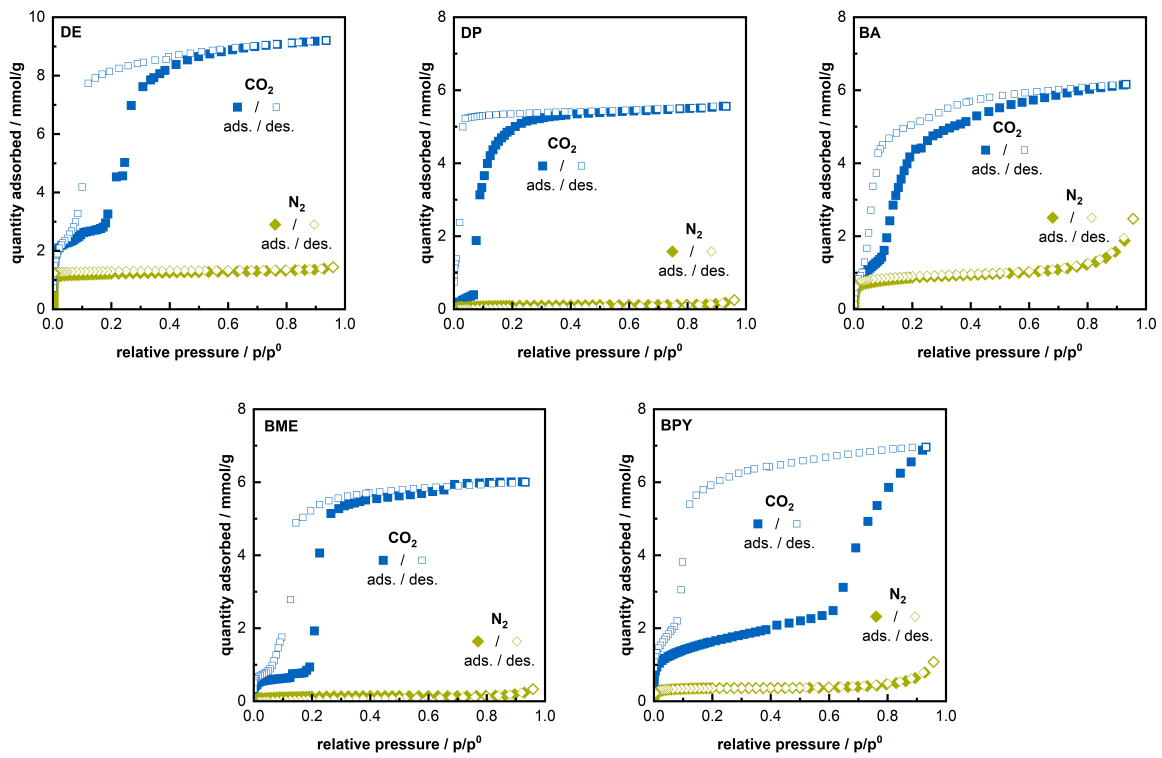 DE
quantity adsorbed / mmol/g
10
8
6
4
2
0
CO2
/
ads. / des.
N2
/
ads. / des.
0.0 0.2 0.4 0.6 0.8 1.0
relative pressure / p/p0
DP
quantity adsorbed / mmol/g
8
6
4
2
0
CO2
/
ads. / des.
N2
/
ads. / des.
0.0 0.2 0.4 0.6 0.8 1.0
relative pressure / p/p0
BA
quantity adsorbed / mmol/g
8
6
4
2
0
CO2
/
ads. / des.
N2
/
ads. / des.
0.0 0.2 0.4 0.6 0.8 1.0
relative pressure / p/p0
BME
quantity adsorbed / mmol/g
8
6
4
2
0
CO2
/
ads. / des.
N2
/
ads. / des.
0.0 0.2 0.4 0.6 0.8 1.0
relative pressure / p/p0
BPY
quantity adsorbed / mmol/g
8
6
4
2
0
CO2
/
ads. / des.
N2
/
ads. / des.
0.0 0.2 0.4 0.6 0.8 1.0
relative pressure / p/p0